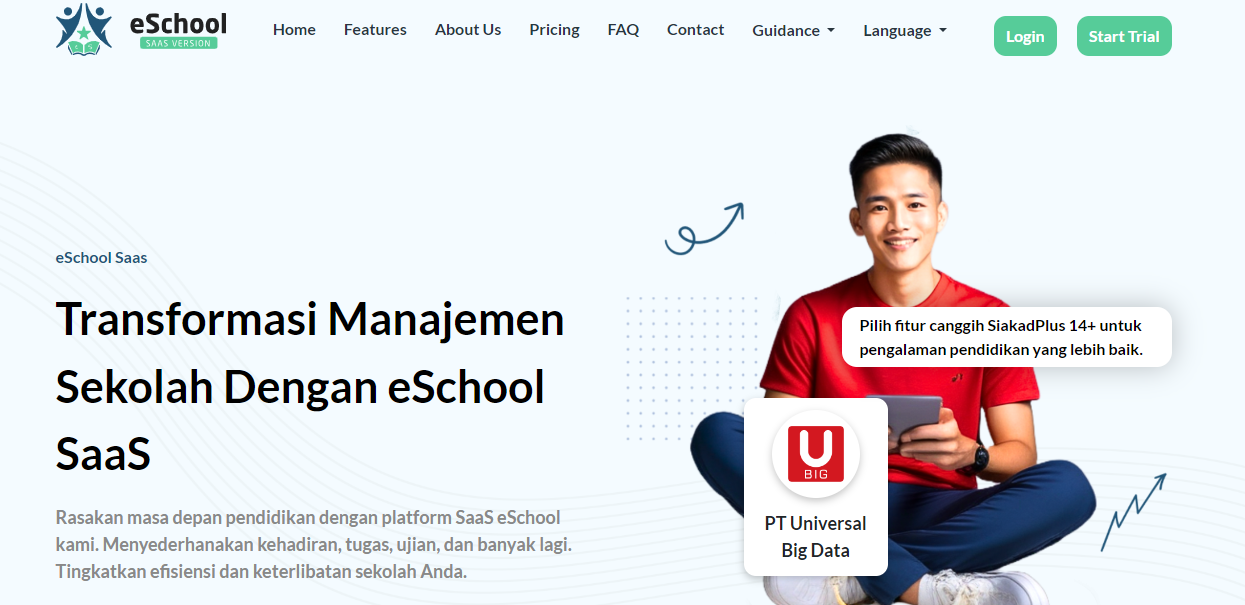 eSchool
SAAS VERSION
Home
Features
About Us
Pricing
FAQ
Contact
Guidance
Language
Login
Start Trial
eSchool Saas
Transformasi Manajemen
Sekolah Dengan eSchool
SaaS
Rasakan masa depan pendidikan dengan platform SaaS eSchool
kami. Menyederhanakan kehadiran, tugas, ujian, dan banyak lagi.
Tingkatkan efisiensi dan keterlibatan sekolah Anda.
Pilih fitur canggih SiakadPlus 14+ untuk
pengalaman pendidikan yang lebih baik.
U
BIG
PT Universal
Big Data